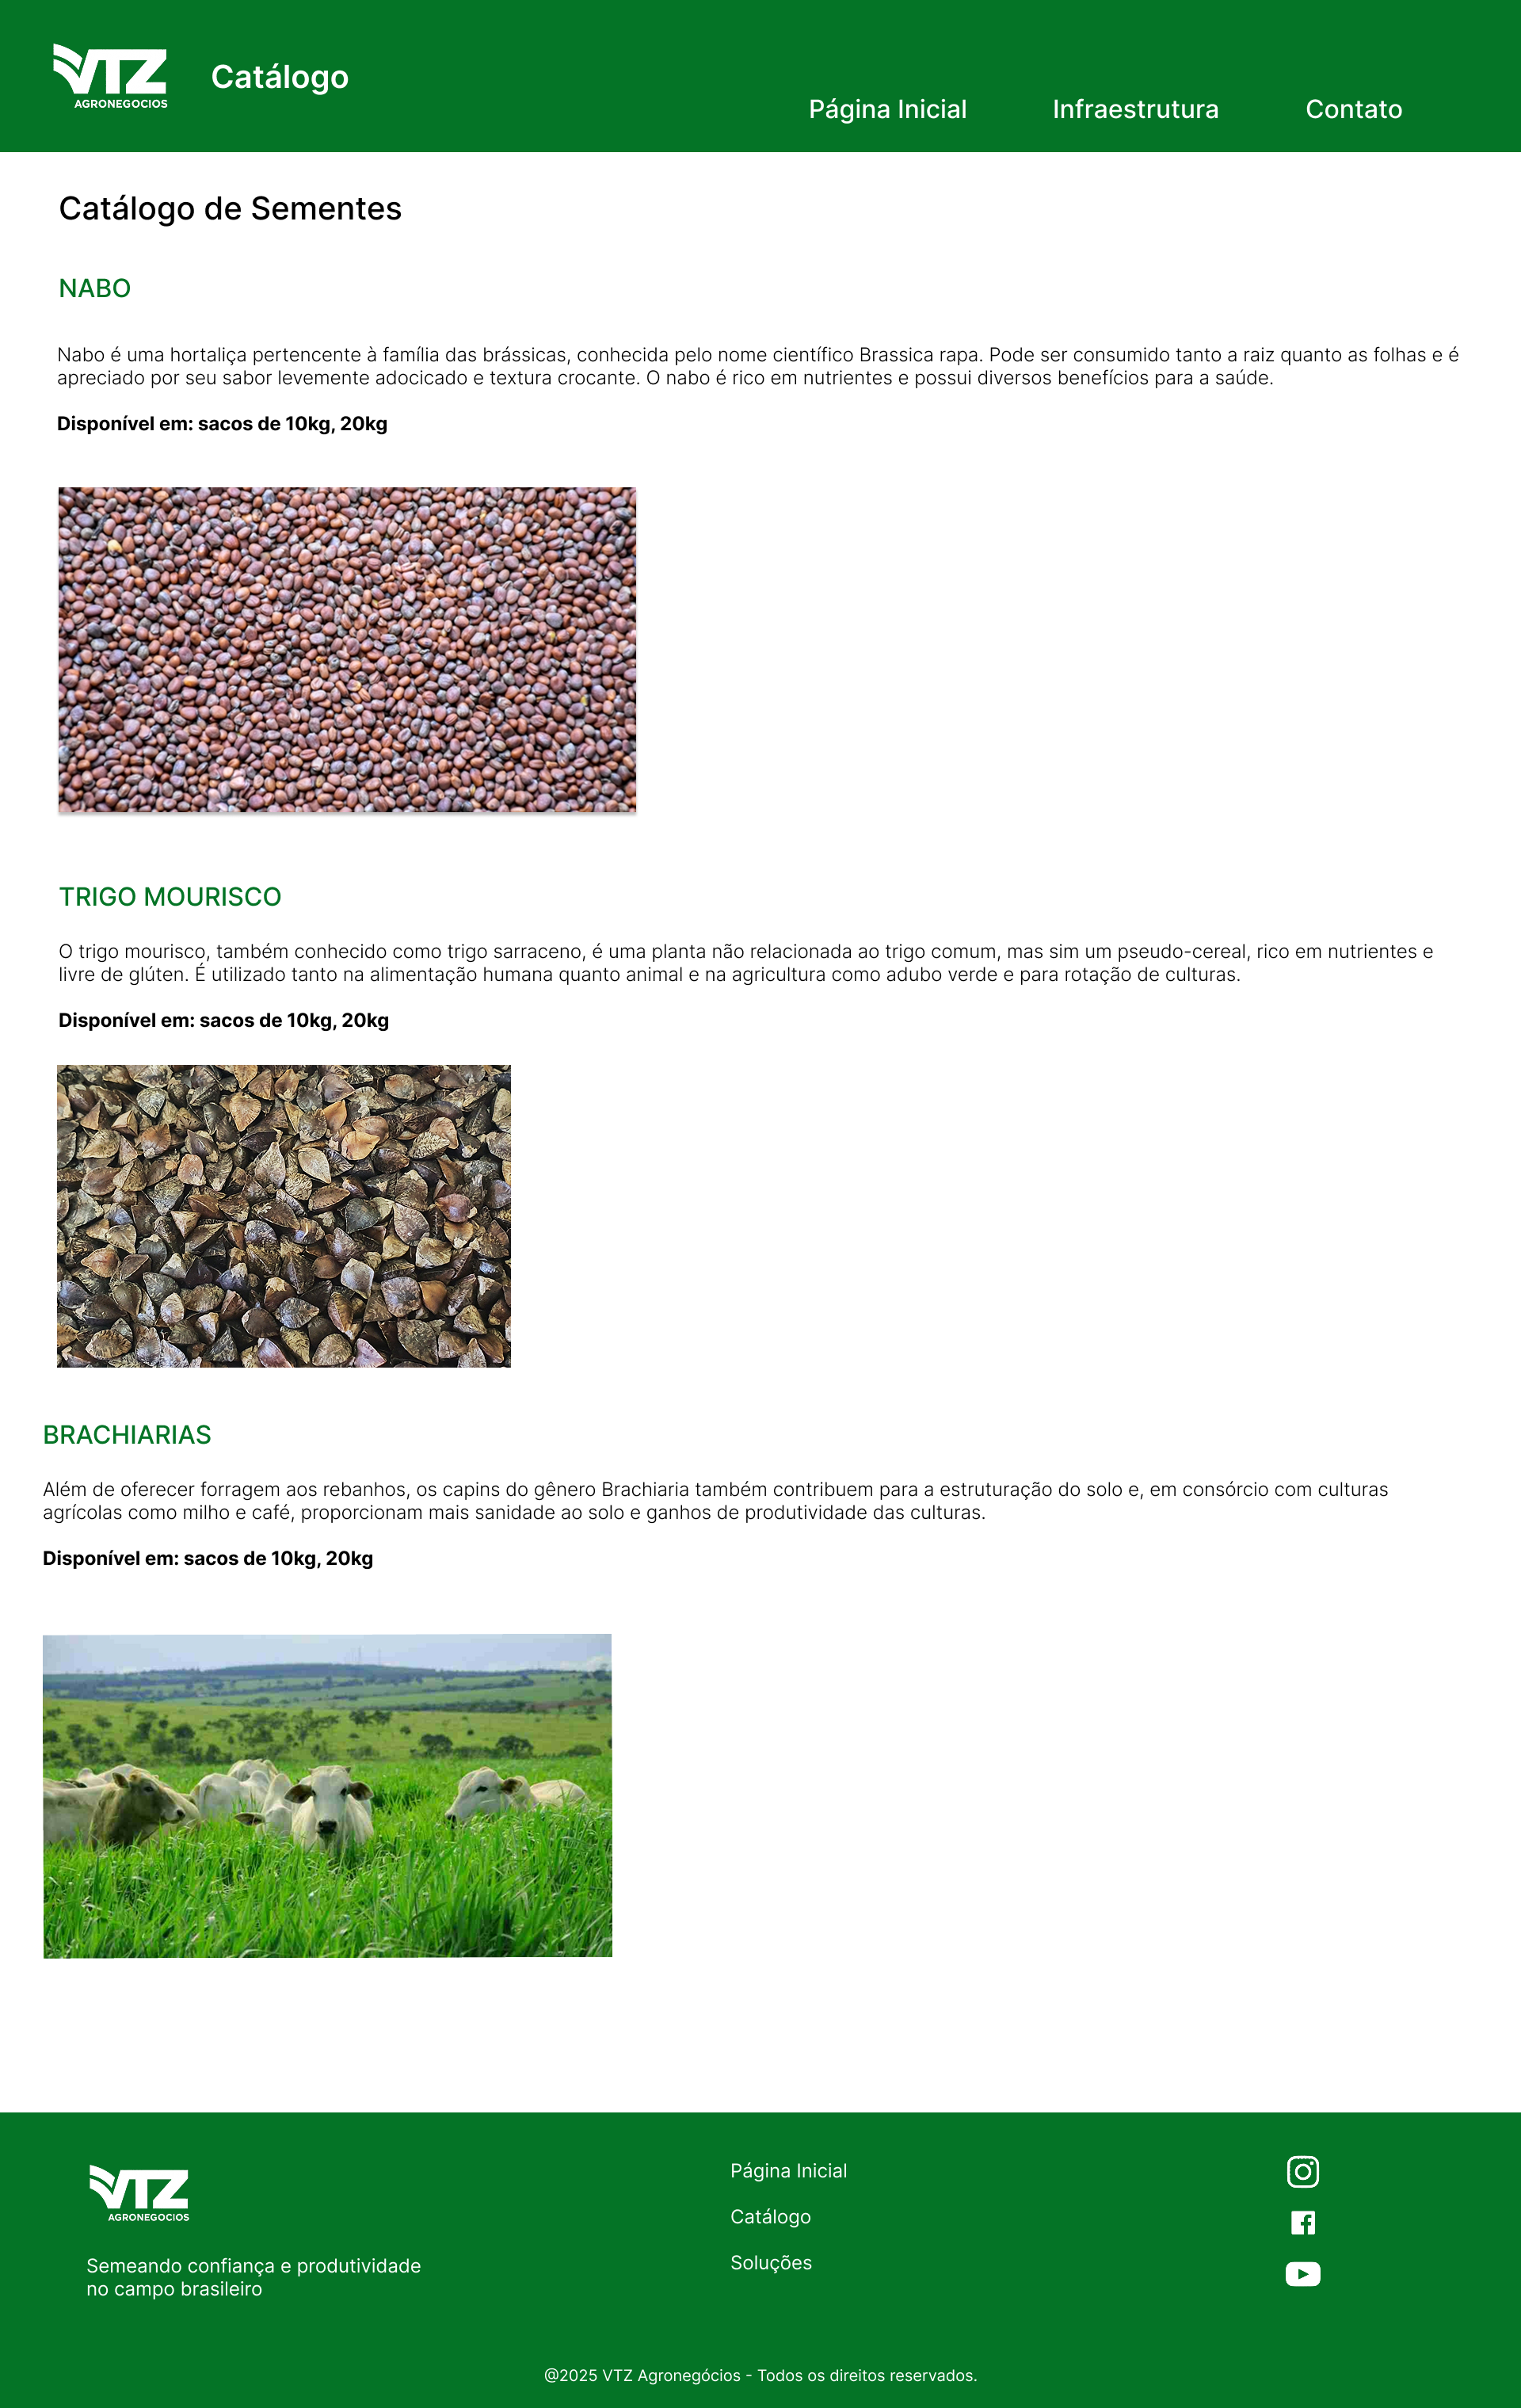 VTZ
AGRONEGOCIOS
Catálogo
Página Inicial
Infraestrutura
Contato
Catálogo de Sementes
NABO
Nabo é uma hortaliça pertencente à família das brássicas, conhecida pelo nome científico Brassica rapa. Pode ser consumido tanto a raiz quanto as folhas e é
apreciado por seu sabor levemente adocicado e textura crocante. O nabo é rico em nutrientes e possui diversos benefícios para a saúde.
Disponível em: sacos de 10kg, 20kg
TRIGO MOURISCO
O trigo mourisco, também conhecido como trigo sarraceno, é uma planta não relacionada ao trigo comum, mas sim um pseudo-cereal, rico em nutrientes e
livre de glúten. É utilizado tanto na alimentação humana quanto animal e na agricultura como adubo verde e para rotação de culturas.
Disponível em: sacos de 10kg, 20kg
BRACHIARIAS
Além de oferecer forragem aos rebanhos, os capins do gênero Brachiaria também contribuem para a estruturação do solo e, em consórcio com culturas
agrícolas como milho e café, proporcionam mais sanidade ao solo e ganhos de produtividade das culturas.
Disponível em: sacos de 10kg, 20kg
VTZ
AGRONEGOCIOS
Semeando confiança e produtividade
no campo brasileiro
Página Inicial
Catálogo
Soluções
@2025 VTZ Agronegócios - Todos os direitos reservados.